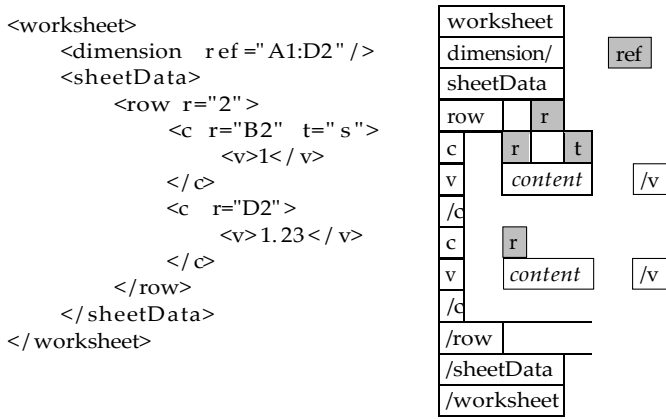 <worksheet>
<dimension ref="A1:D2"/>
<sheetData>
<row r="2">
<c r="B2" t="s">
<v>1</v>
</c>
<c r="D2">
<v>1.23</v>
</c>
</row>
</sheetData>
</worksheet>
worksheet
dimension/ ref
sheetData
row r
c r t
v content /v
/c
c r
v content /v
/c
/row
/sheetData
/worksheet